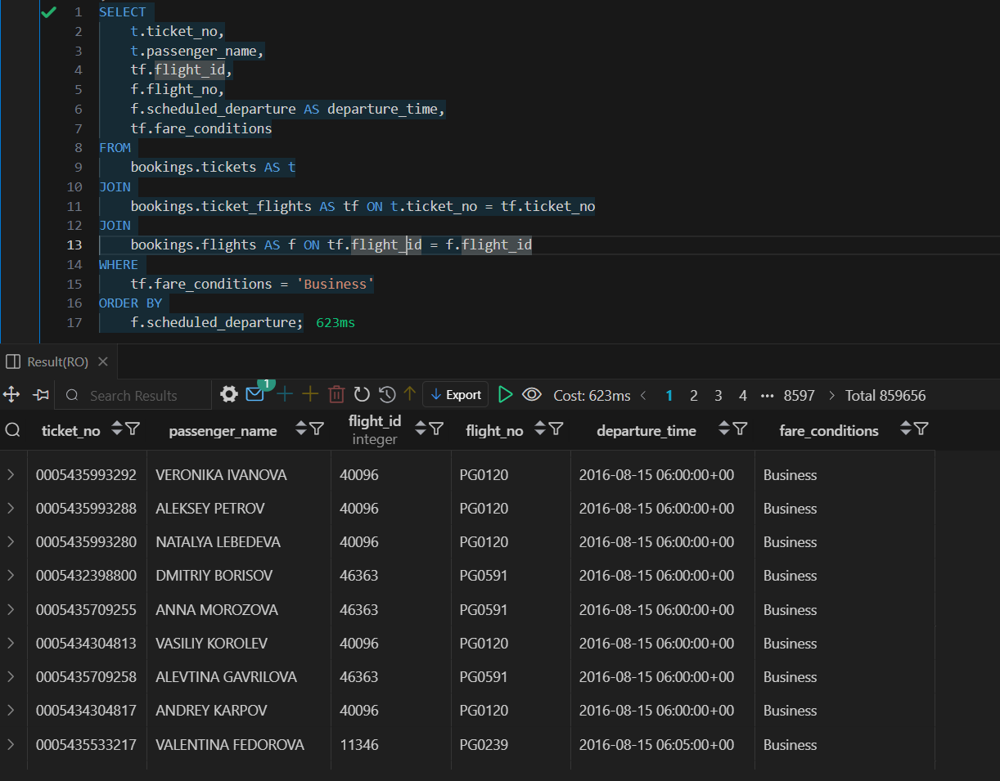 1 SELECT
2 t.ticket_no,
3 t.passenger_name,
4 tf.flight_id,
5 f.flight_no,
6 f.scheduled_departure AS departure_time,
7 tf.fare_conditions
8 FROM
9 bookings.tickets AS t
10 JOIN
11 bookings.ticket_flights AS tf ON t.ticket_no = tf.ticket_no
12 JOIN
13 bookings.flights AS f ON tf.flight_id = f.flight_id
14 WHERE
15 tf.fare_conditions = 'Business'
16 ORDER BY
17 f.scheduled_departure; 623ms
Result(RO)
Search Results 1 Export Cost: 623ms 1 2 3 4 ••• 8597 Total 859656
ticket_no passenger_name flight_id integer flight_no departure_time fare_conditions
0005435993292 VERONIKA IVANOVA 40096 PG0120 2016-08-15 06:00:00+00 Business
0005435993288 ALEKSEY PETROV 40096 PG0120 2016-08-15 06:00:00+00 Business
0005435993280 NATALYA LEBEDEVA 40096 PG0120 2016-08-15 06:00:00+00 Business
0005432398800 DMITRIY BORISOV 46363 PG0591 2016-08-15 06:00:00+00 Business
0005435709255 ANNA MOROZOVA 46363 PG0591 2016-08-15 06:00:00+00 Business
0005434304813 VASILIY KOROLEV 40096 PG0120 2016-08-15 06:00:00+00 Business
0005435709258 ALEVTINA GAVRILOVA 46363 PG0591 2016-08-15 06:00:00+00 Business
0005434304817 ANDREY KARPOV 40096 PG0120 2016-08-15 06:00:00+00 Business
0005435533217 VALENTINA FEDOROVA 11346 PG0239 2016-08-15 06:05:00+00 Business